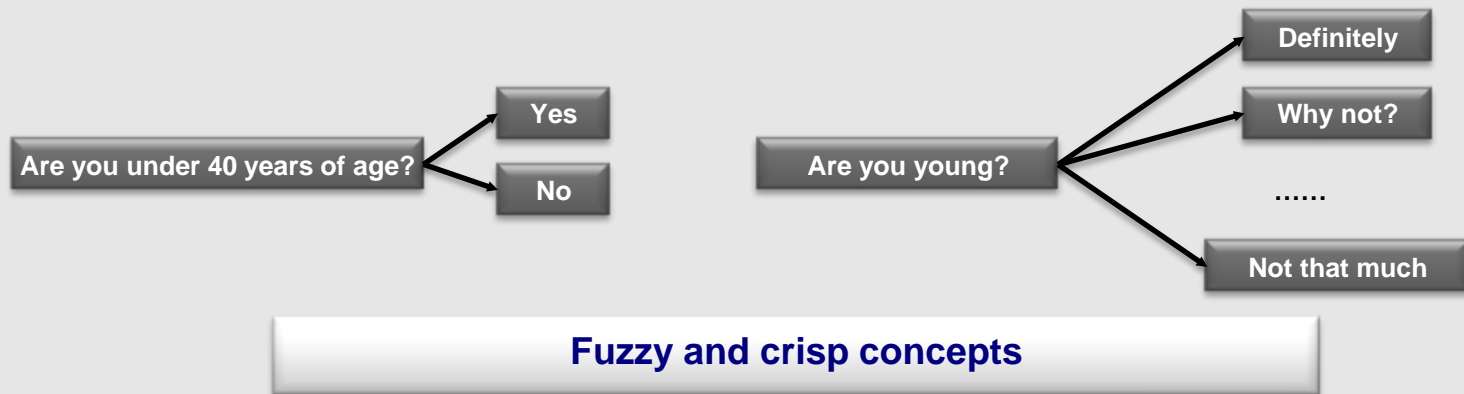 Are you under 40 years of age?
Yes
No
Are you young?
Definitely
Why not?
......
Not that much
Fuzzy and crisp concepts